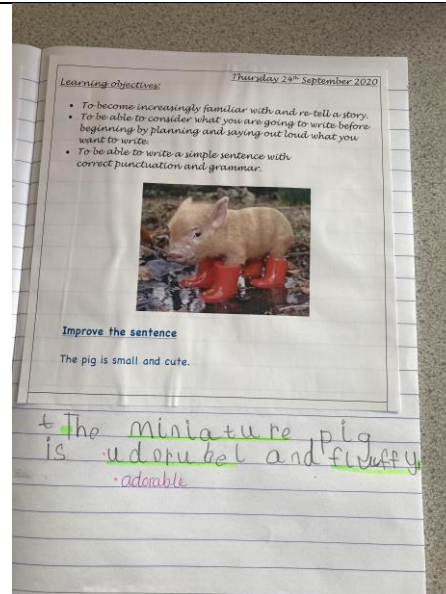 Thursday 24th September 2020
Learning objectives:
• To become increasingly familiar with and re-tell a story.
• To be able to consider what you are going to write before
beginning by planning and saying out loud what you
want to write.
• To be able to write a simple sentence with
correct punctuation and grammar.
Improve the sentence
The pig is small and cute.
t The miniature pig
is udorubel and fluffy
• adorable